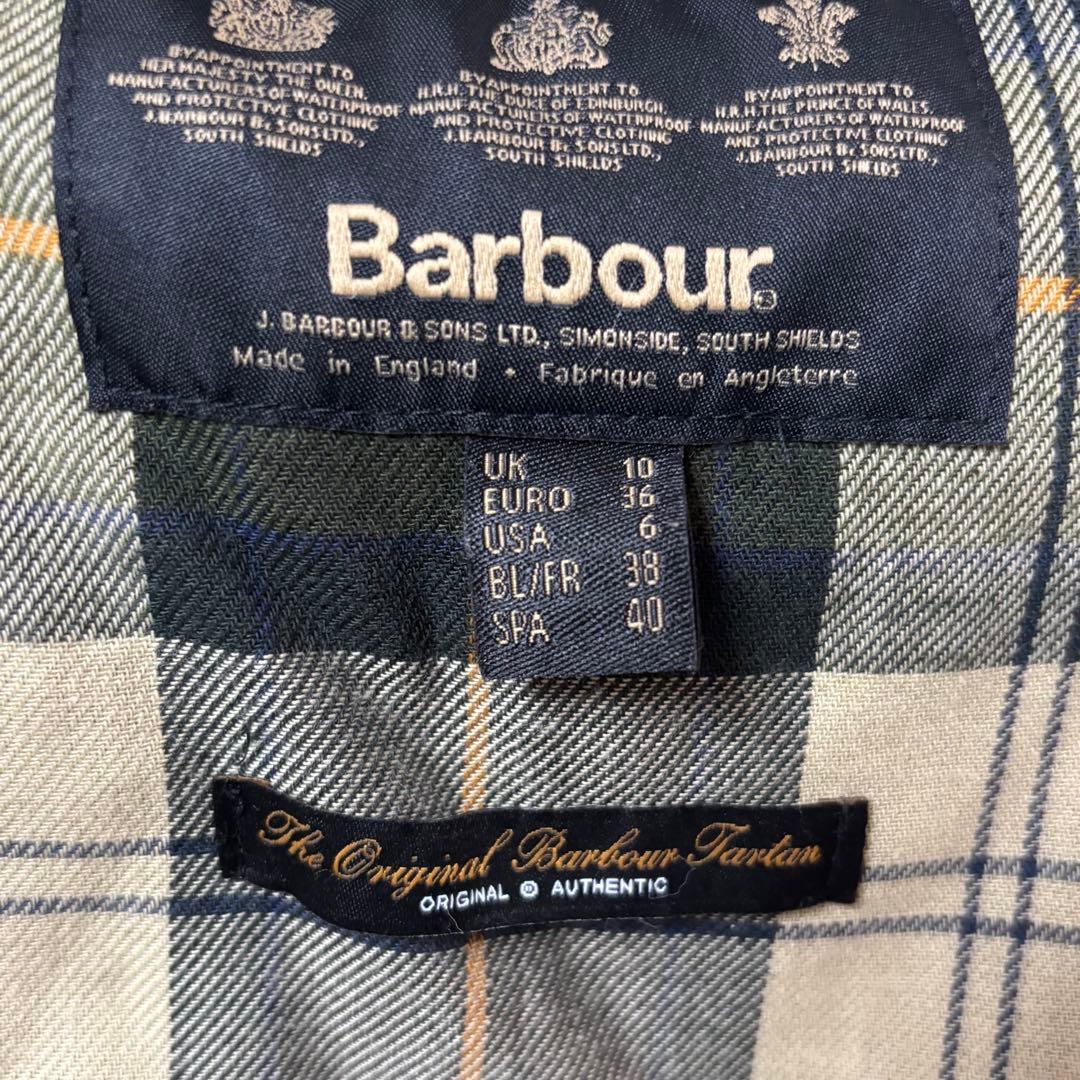 BY APPOINTMENT TO
HER MAJESTY THE QUEEN
MANUFACTURERS OF WATERPROOF
AND PROTECTIVE CLOTHING
J. BARBOUR & SONS LTD.,
SOUTH SHIELDS
BY APPOINTMENT TO
H.R.H. THE DUKE OF EDINBURGH
MANUFACTURERS OF WATERPROOF
AND PROTECTIVE CLOTHING
J. BARBOUR & SONS LTD.,
SOUTH SHIELDS
BY APPOINTMENT TO
H.R.H. THE PRINCE OF WALES
MANUFACTURERS OF WATERPROOF
AND PROTECTIVE CLOTHING
J. BARBOUR & SONS LTD.,
SOUTH SHIELDS
Barbour®
J. BARBOUR & SONS LTD., SIMONSIDE, SOUTH SHIELDS
Made in England • Fabrique en Angleterre
UK 10
EURO 36
USA 6
BL/FR 38
SPA 40
The Original Barbour Tartan
ORIGINAL AUTHENTIC